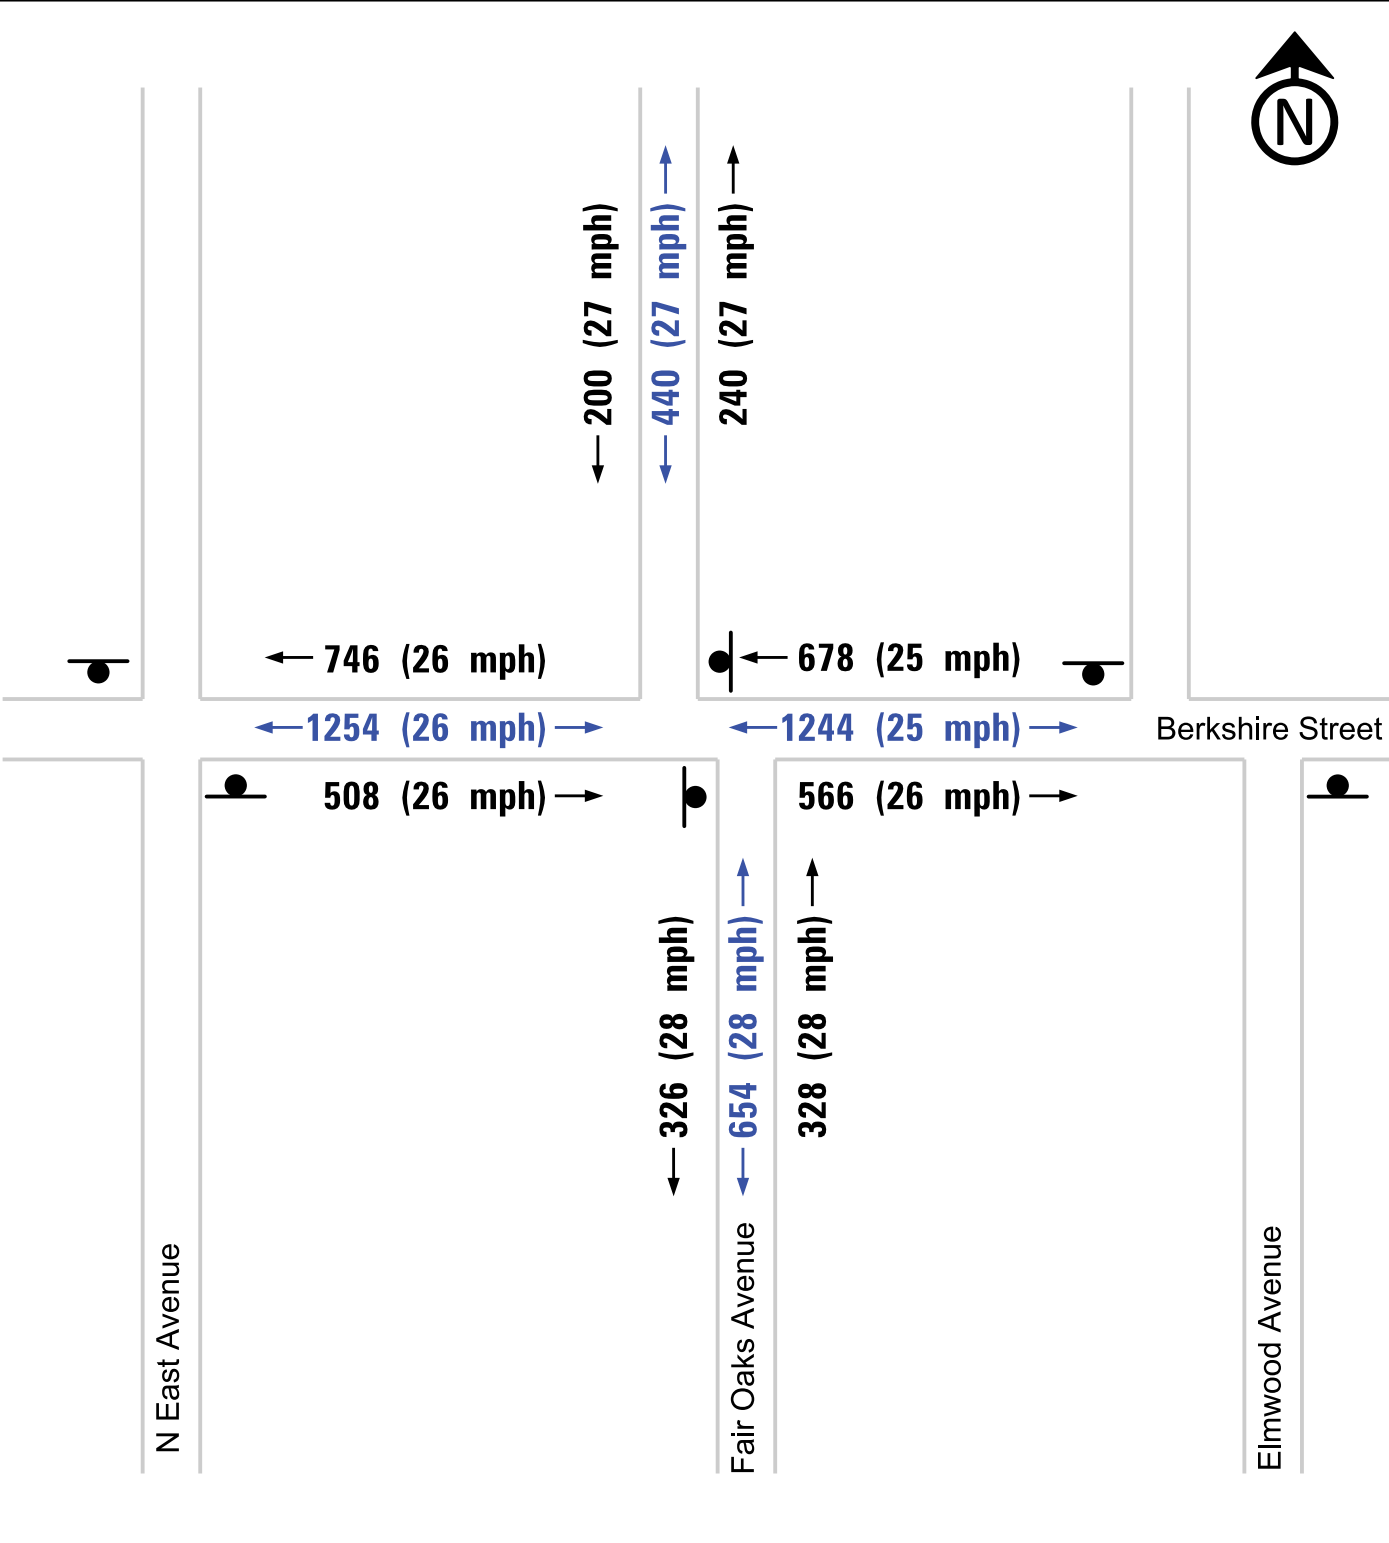 N
200 (27 mph)
440 (27 mph)
240 (27 mph)
746 (26 mph)
678 (25 mph)
1254 (26 mph)
1244 (25 mph)
Berkshire Street
508 (26 mph)
566 (26 mph)
326 (28 mph)
654 (28 mph)
328 (28 mph)
N East Avenue
Fair Oaks Avenue
Elmwood Avenue